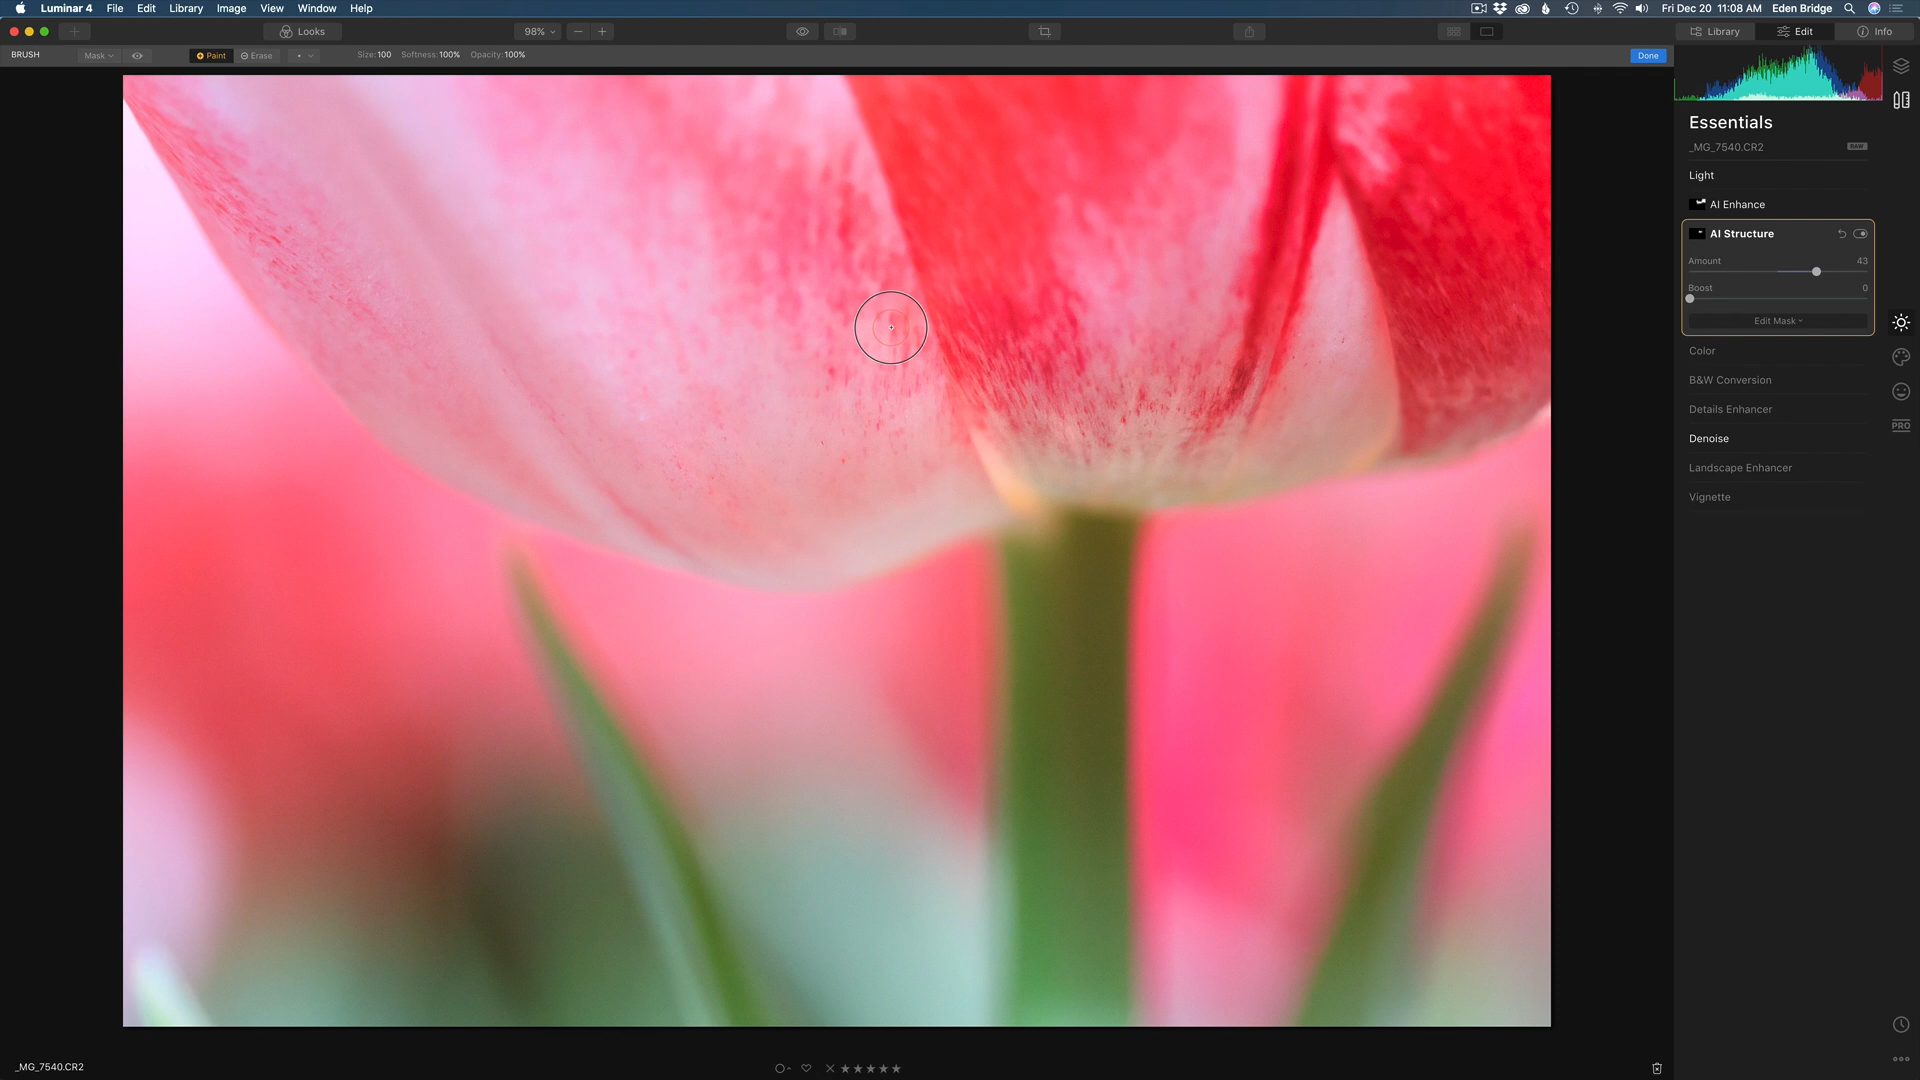 Luminar 4 File Edit Library Image View Window Help Fri Dec 20 11:08 AM Eden Bridge
Looks 98% Library Edit Info
BRUSH Mask Paint Erase Size:100 Softness:100% Opacity:100% Done
Essentials
_MG_7540.CR2 RAW
Light
AI Enhance
AI Structure
Amount 43
Boost 0
Edit Mask
Color
B&W Conversion
Details Enhancer
PRO
Denoise
Landscape Enhancer
Vignette
_MG_7540.CR2